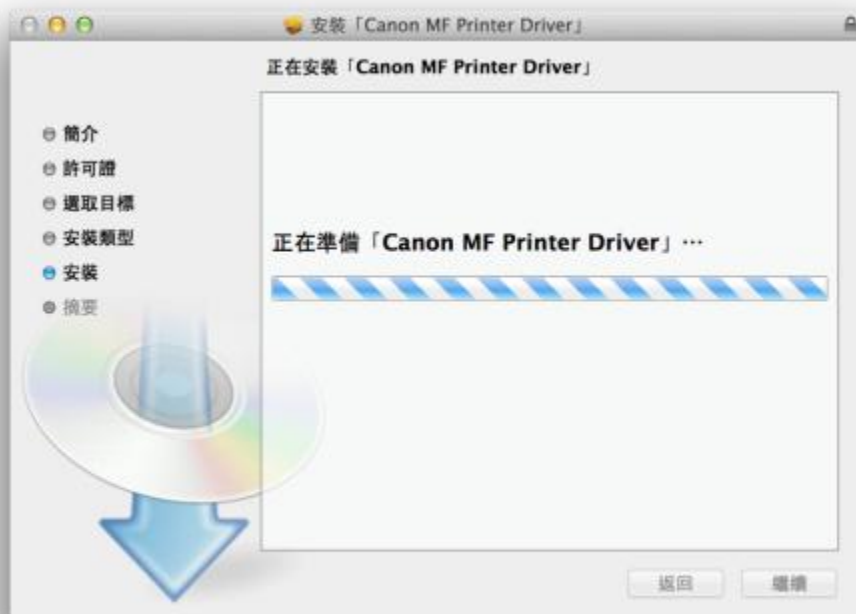 安裝「Canon MF Printer Driver」
正在安裝「Canon MF Printer Driver」
簡介
許可證
選取目標
安裝類型
安裝
摘要
正在準備「Canon MF Printer Driver」⋯
返回
繼續